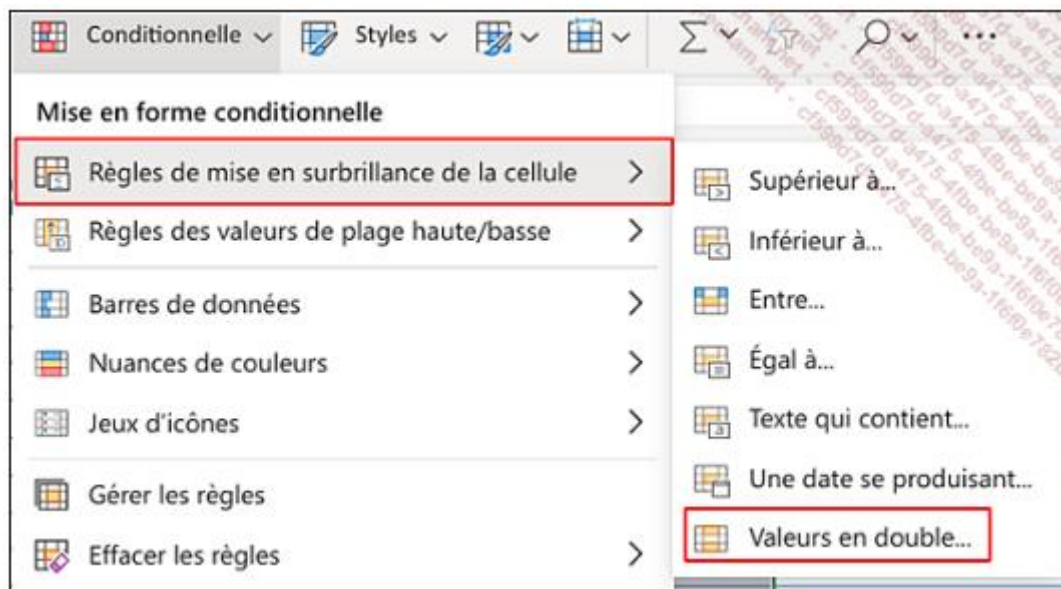 Conditionnelle Styles
Mise en forme conditionnelle
Règles de mise en surbrillance de la cellule
Règles des valeurs de plage haute/basse
Barres de données
Nuances de couleurs
Jeux d'icônes
Gérer les règles
Effacer les règles
Supérieur à...
Inférieur à...
Entre...
Égal à...
Texte qui contient...
Une date se produisant...
Valeurs en double...